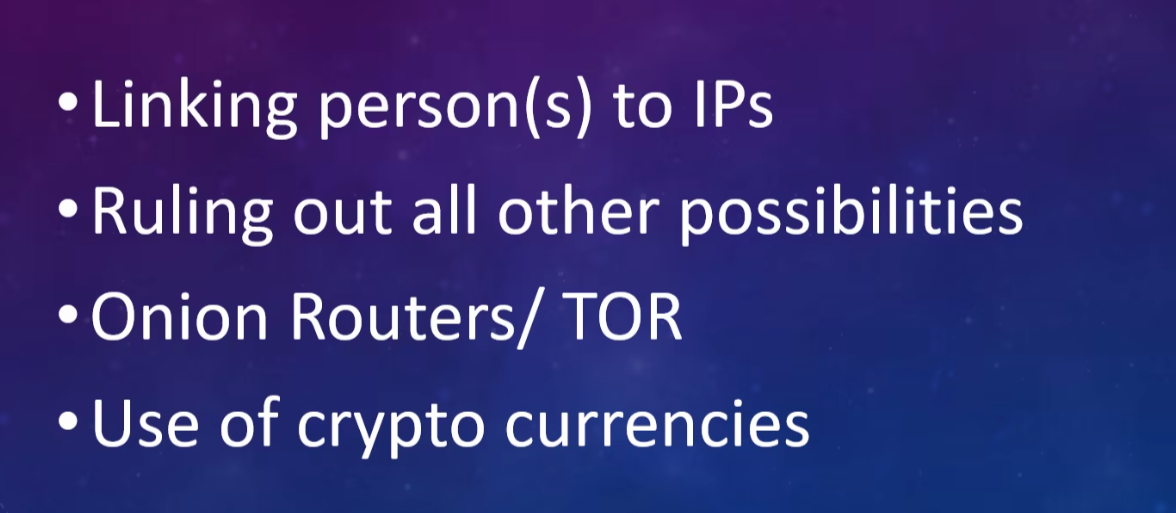 •Linking person(s) to IPs
•Ruling out all other possibilities
•Onion Routers/ TOR
•Use of crypto currencies